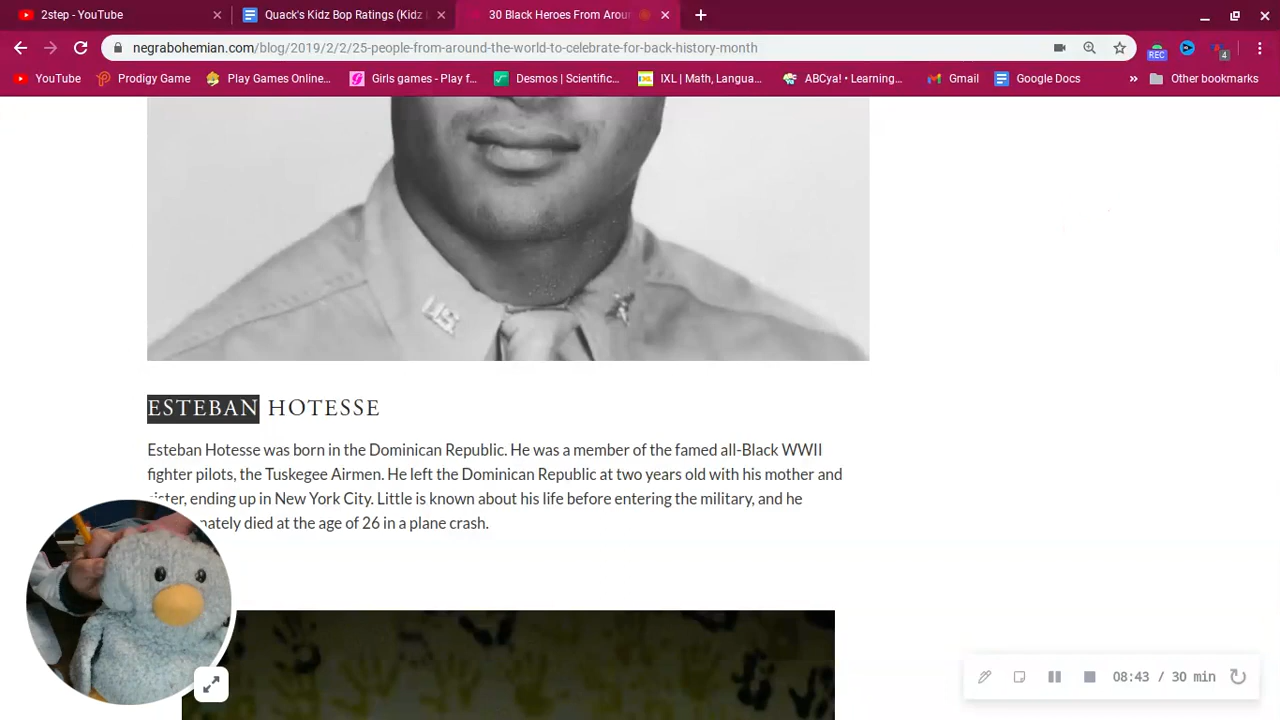 2step - YouTube
Quack's Kidz Bop Ratings (Kidz
30 Black Heroes From Arou
negrabohemian.com/blog/2019/2/2/25-people-from-around-the-world-to-celebrate-for-back-history-month
REC
4
YouTube
Prodigy Game
Play Games Online...
Girls games - Play f...
Desmos | Scientific...
IXL | Math, Langua...
ABCya! • Learning...
Gmail
Google Docs
»
Other bookmarks
US
ESTEBAN HOTESSE
Esteban Hotesse was born in the Dominican Republic. He was a member of the famed all-Black WWII
fighter pilots, the Tuskegee Airmen. He left the Dominican Republic at two years old with his mother and
sister, ending up in New York City. Little is known about his life before entering the military, and he
nately died at the age of 26 in a plane crash.
08:43 / 30 min